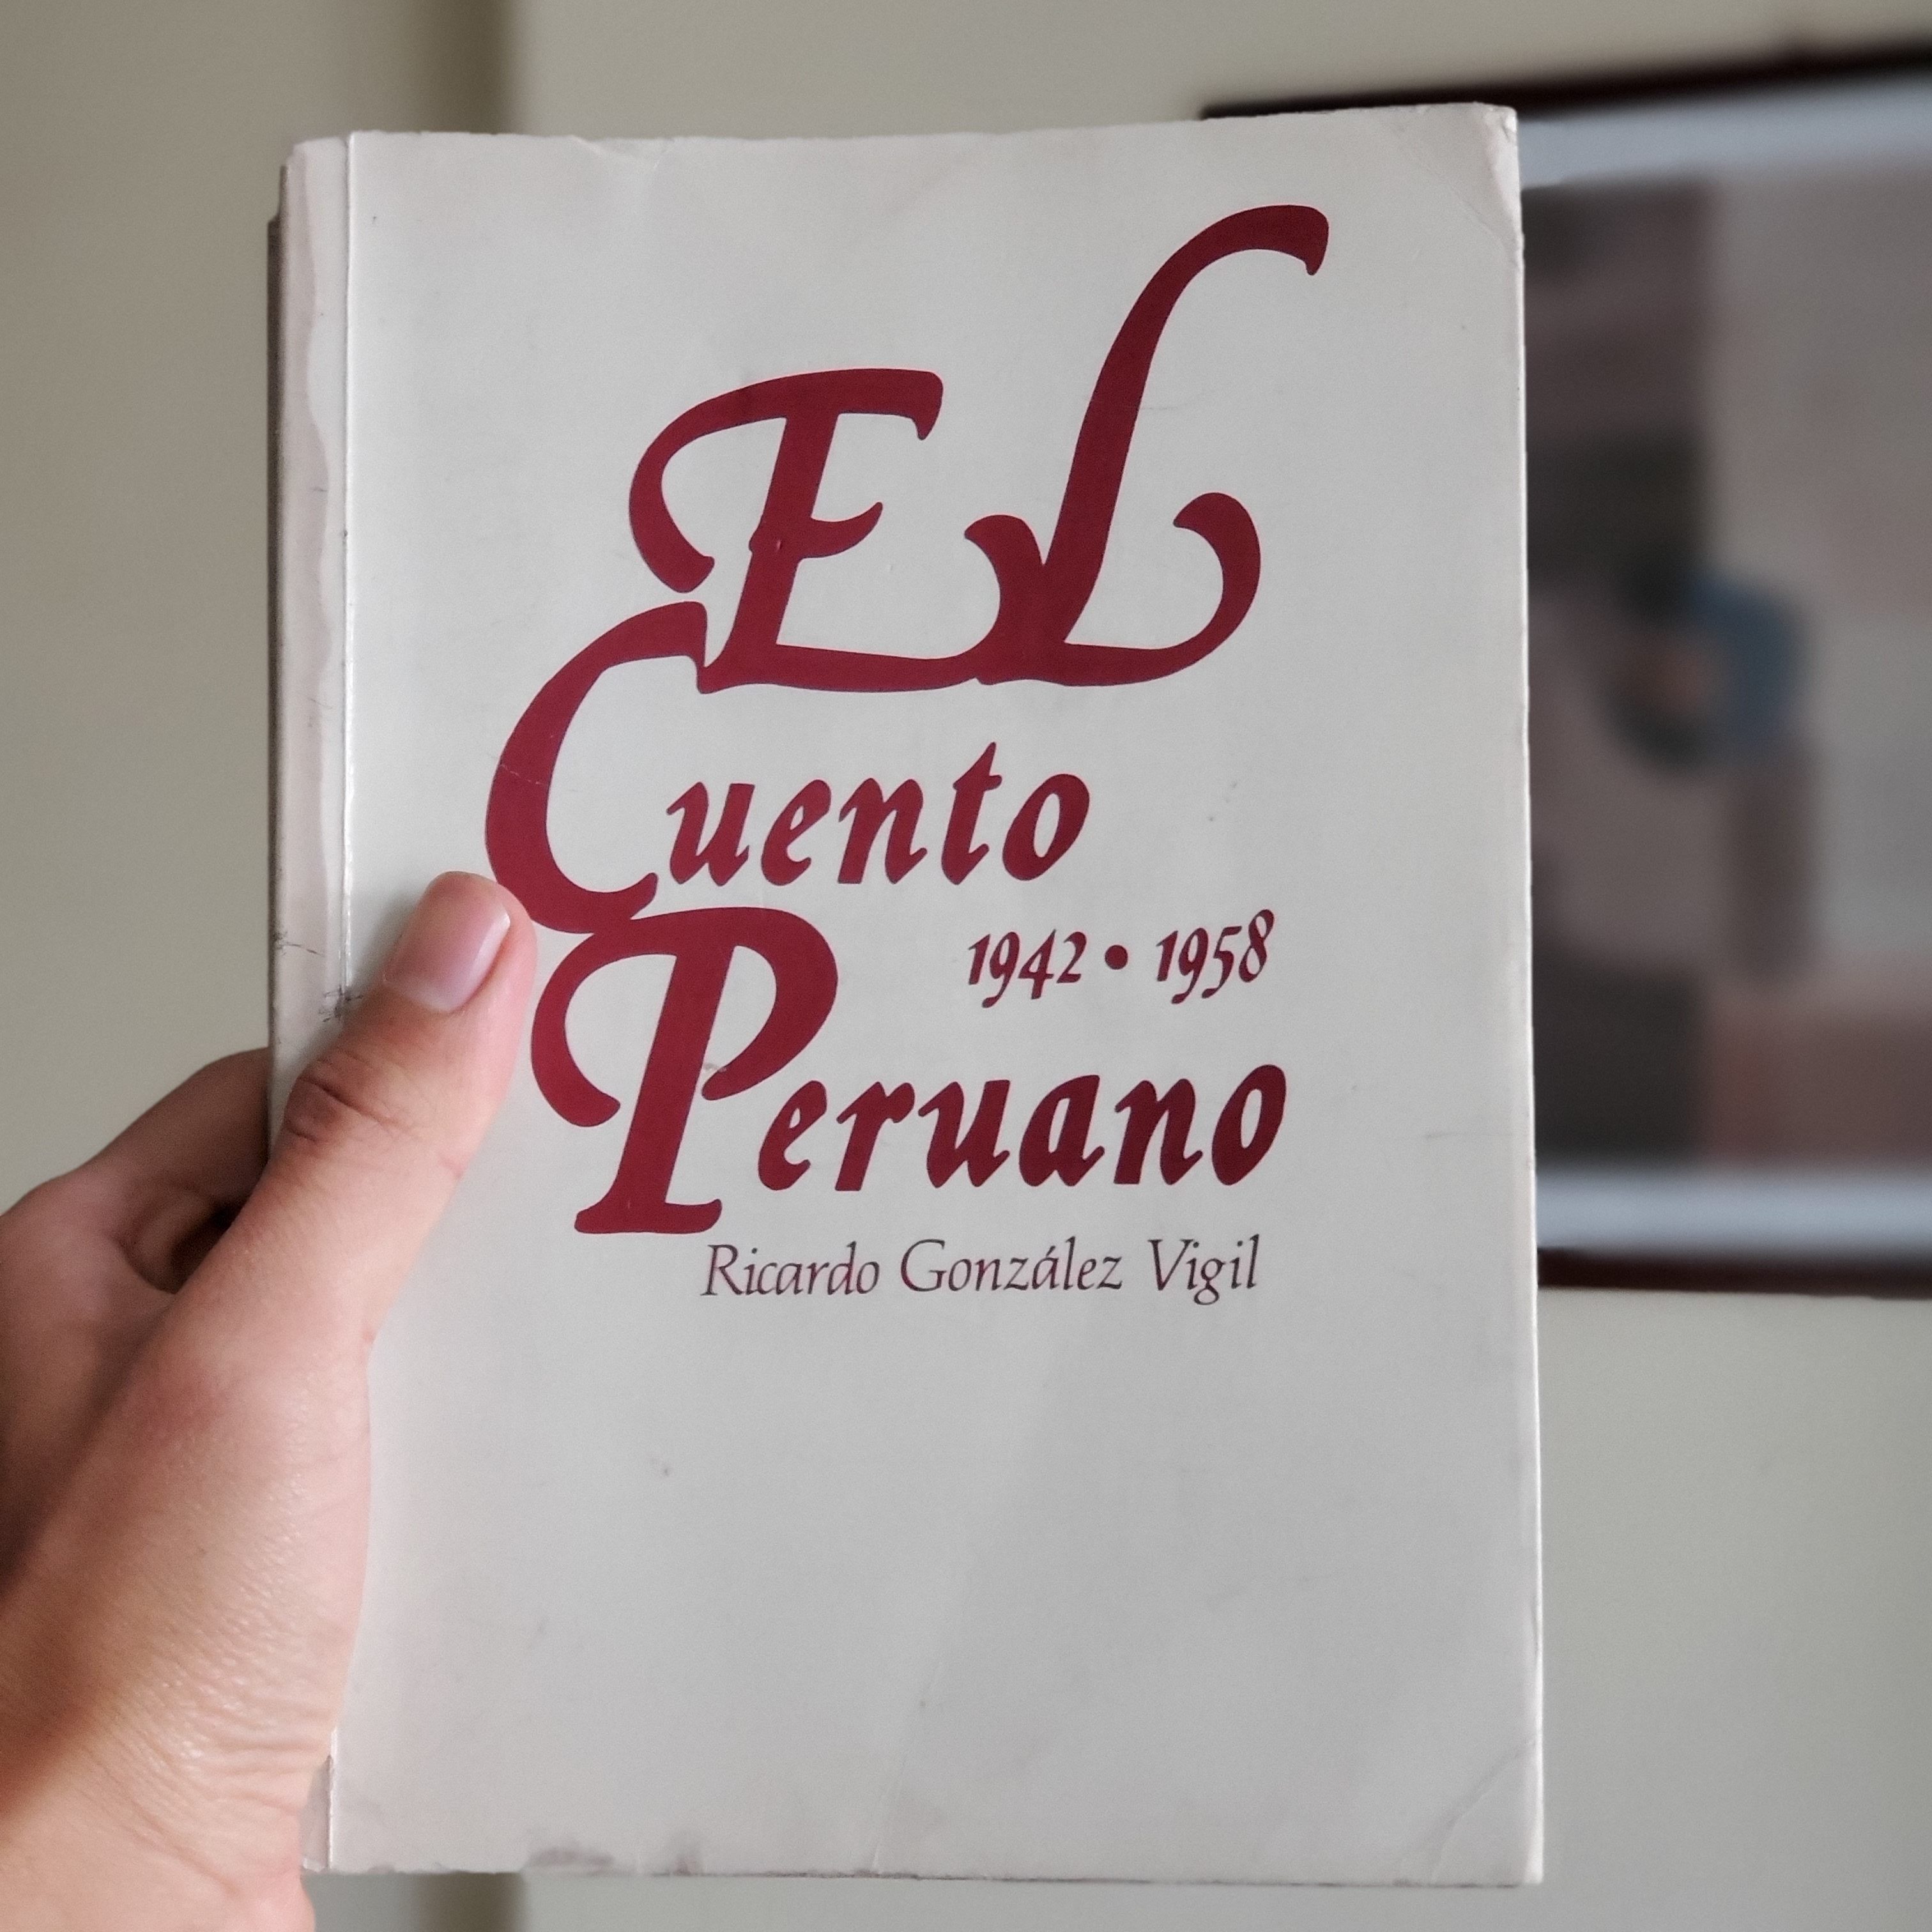 El
Cuento
1942 • 1958
Peruano
Ricardo González Vigil